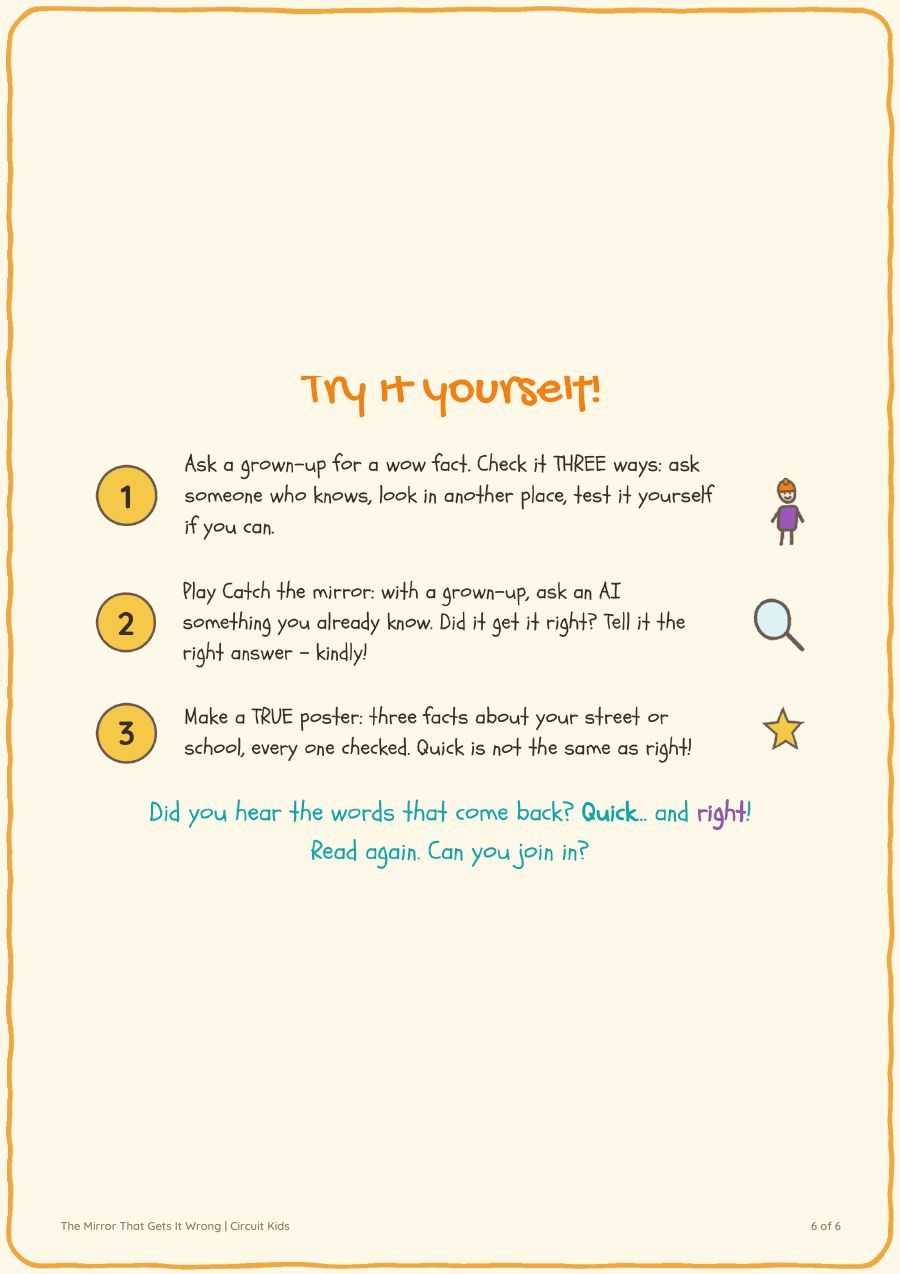 Try it yourself!
1
Ask a grown-up for a wow fact. Check it THREE ways: ask
someone who knows, look in another place, test it yourself
if you can.
2
Play Catch the mirror: with a grown-up, ask an AI
something you already know. Did it get it right? Tell it the
right answer – kindly!
3
Make a TRUE poster: three facts about your street or
school, every one checked. Quick is not the same as right!
Did you hear the words that come back? Quick... and right!
Read again. Can you join in?
The Mirror That Gets It Wrong | Circuit Kids
6 of 6